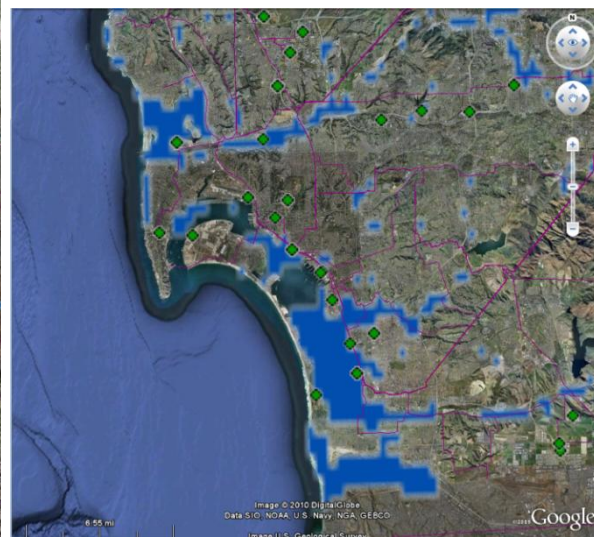 N
Image © 2010 DigitalGlobe
Data SIO, NOAA, U.S. Navy, NGA, GEBCO
6.55 mi
Google
Image U.S. Geological Survey